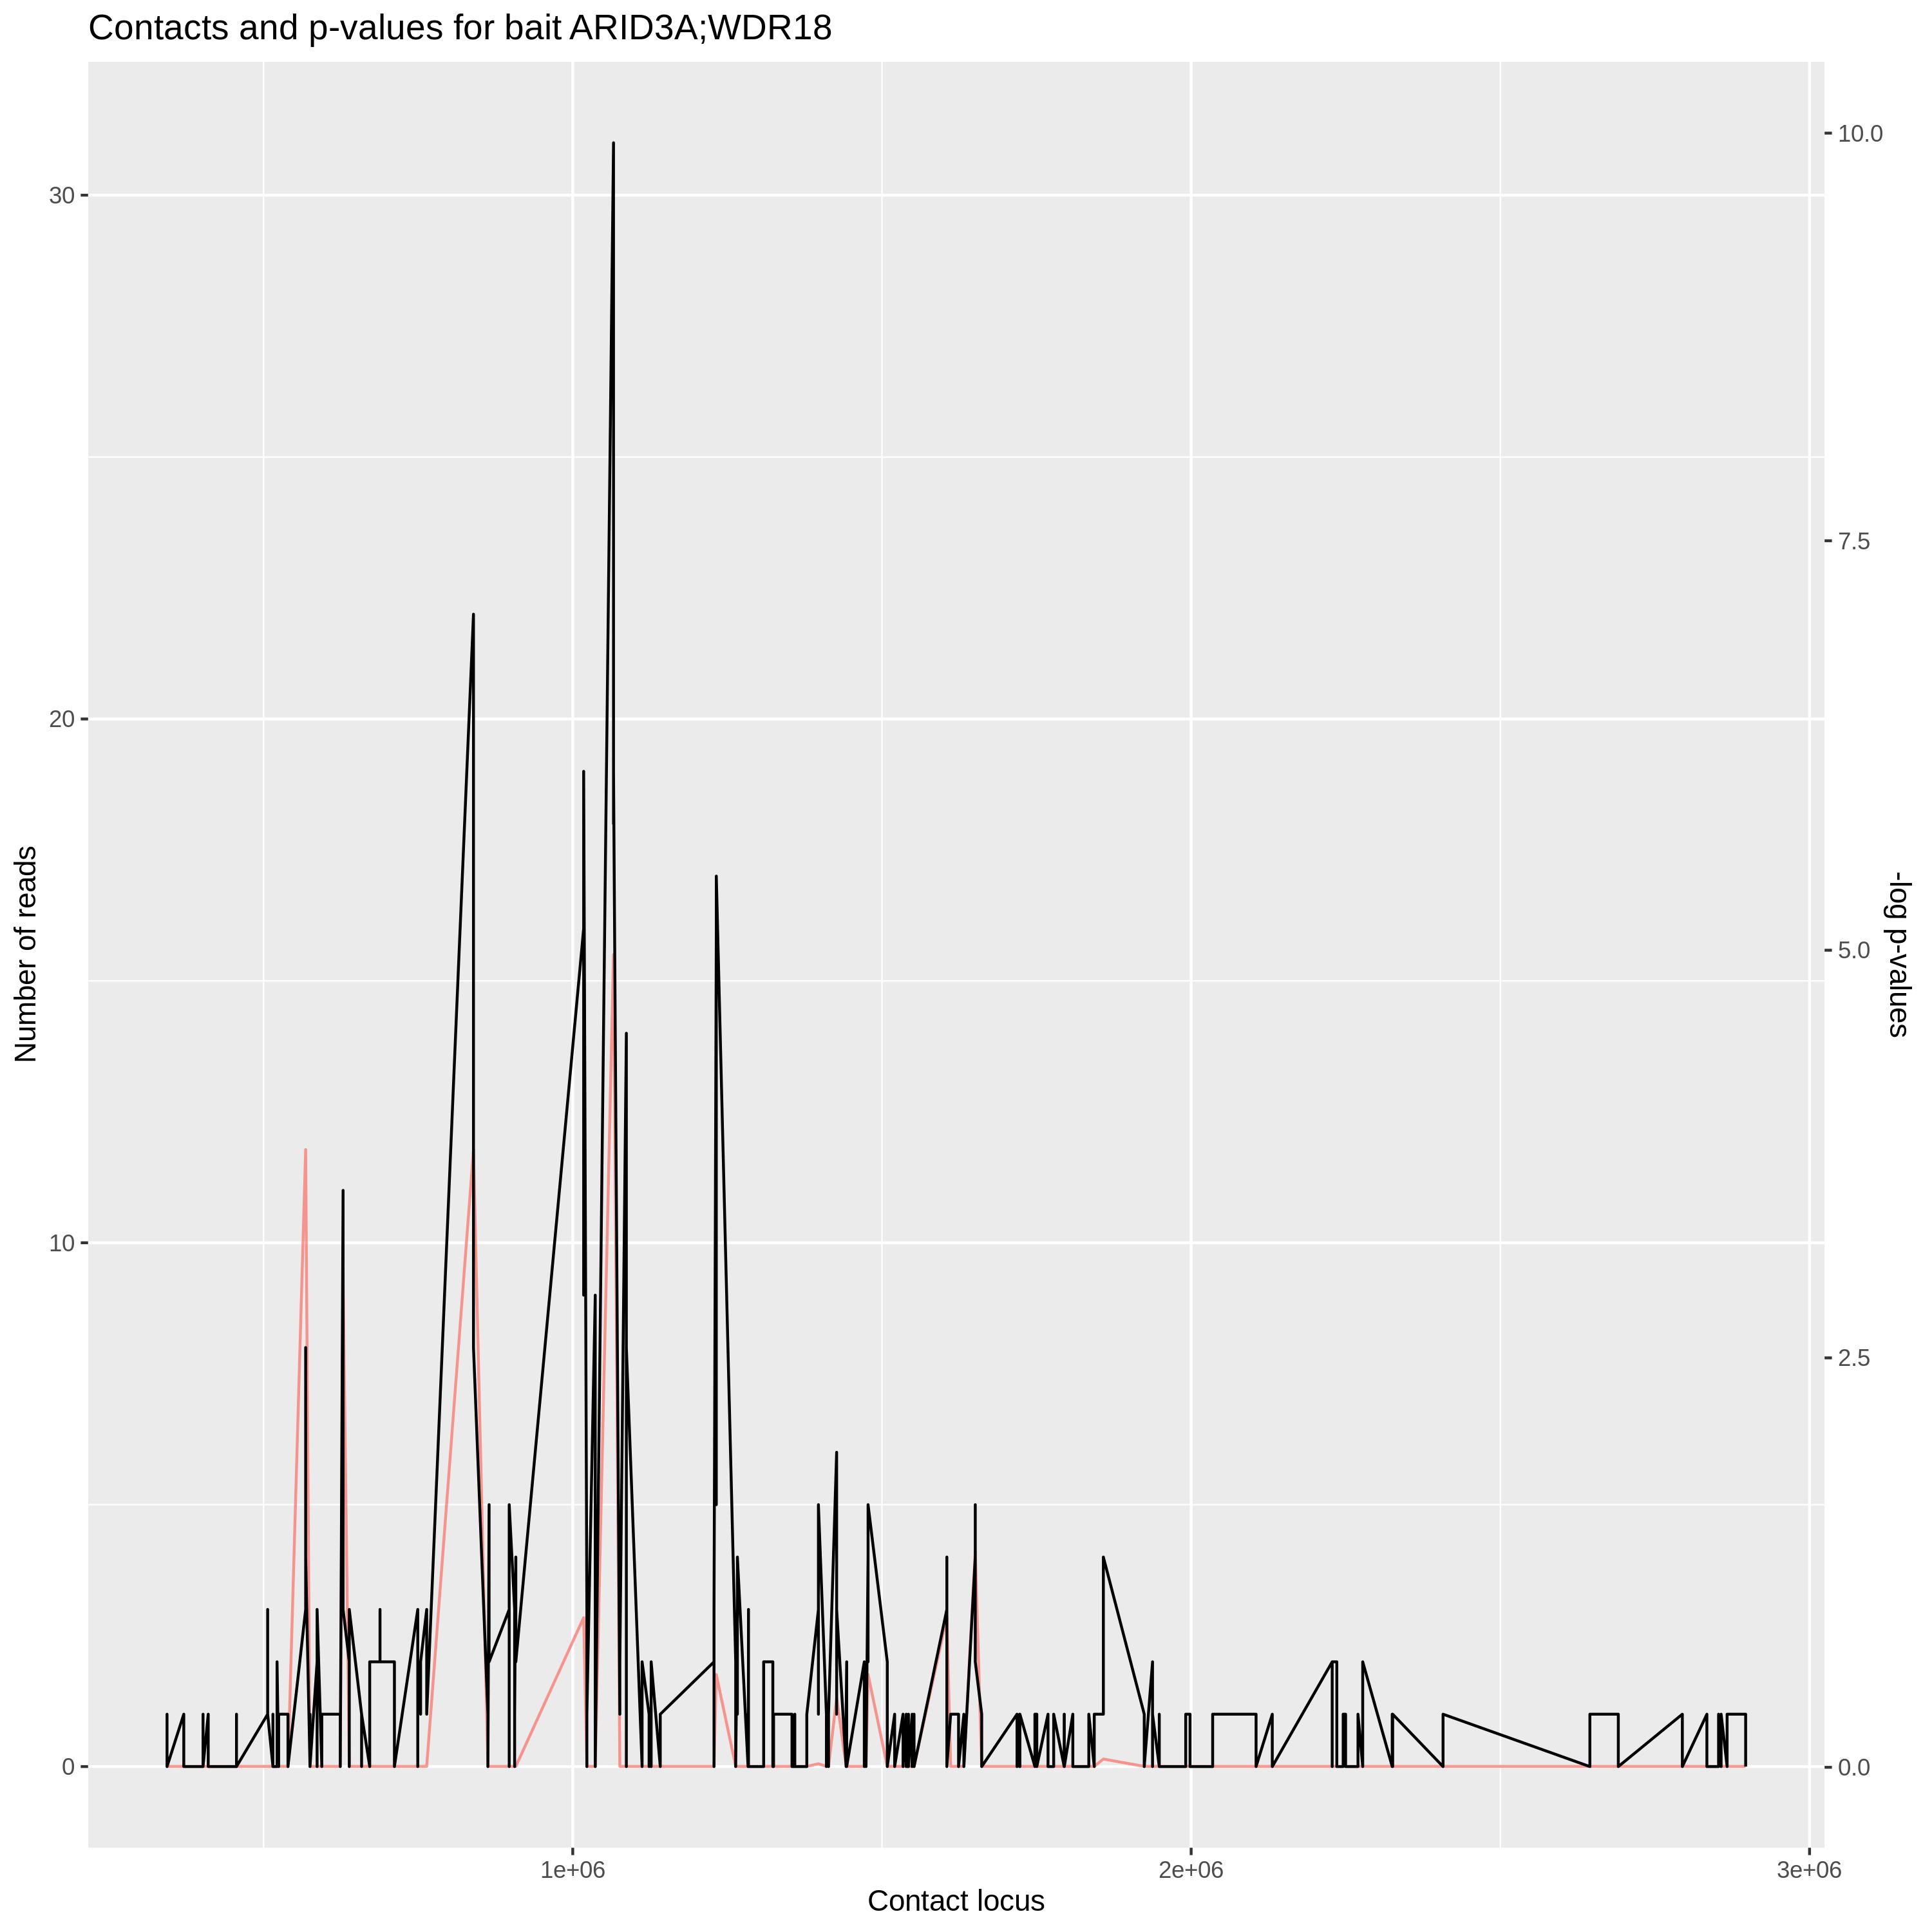 Contacts and p-values for bait ARID3A;WDR18
Number of reads
30
20
10
0
10.0
7.5
5.0
2.5
0.0
-log p-values
1e+06
2e+06
3e+06
Contact locus